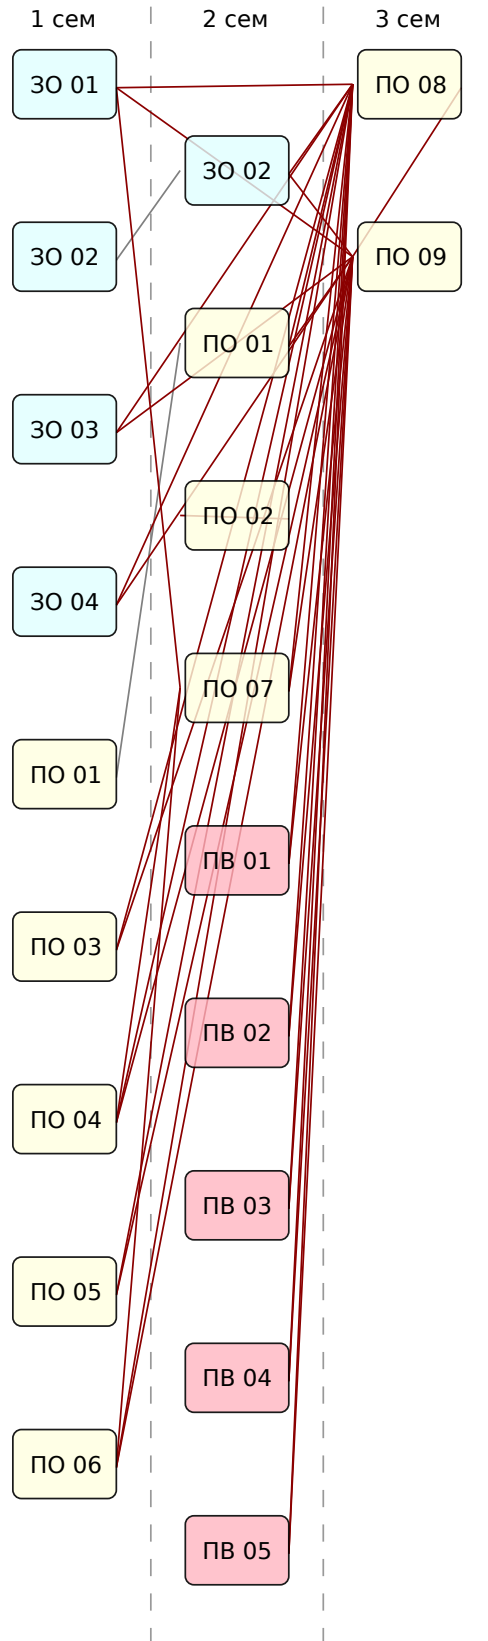 1 сем 2 сем 3 сем
ЗО 01
ЗО 02
ЗО 03
ЗО 04
ПО 01
ПО 03
ПО 04
ПО 05
ПО 06
ЗО 02
ПО 01
ПО 02
ПО 07
ПВ 01
ПВ 02
ПВ 03
ПВ 04
ПВ 05
ПО 08
ПО 09